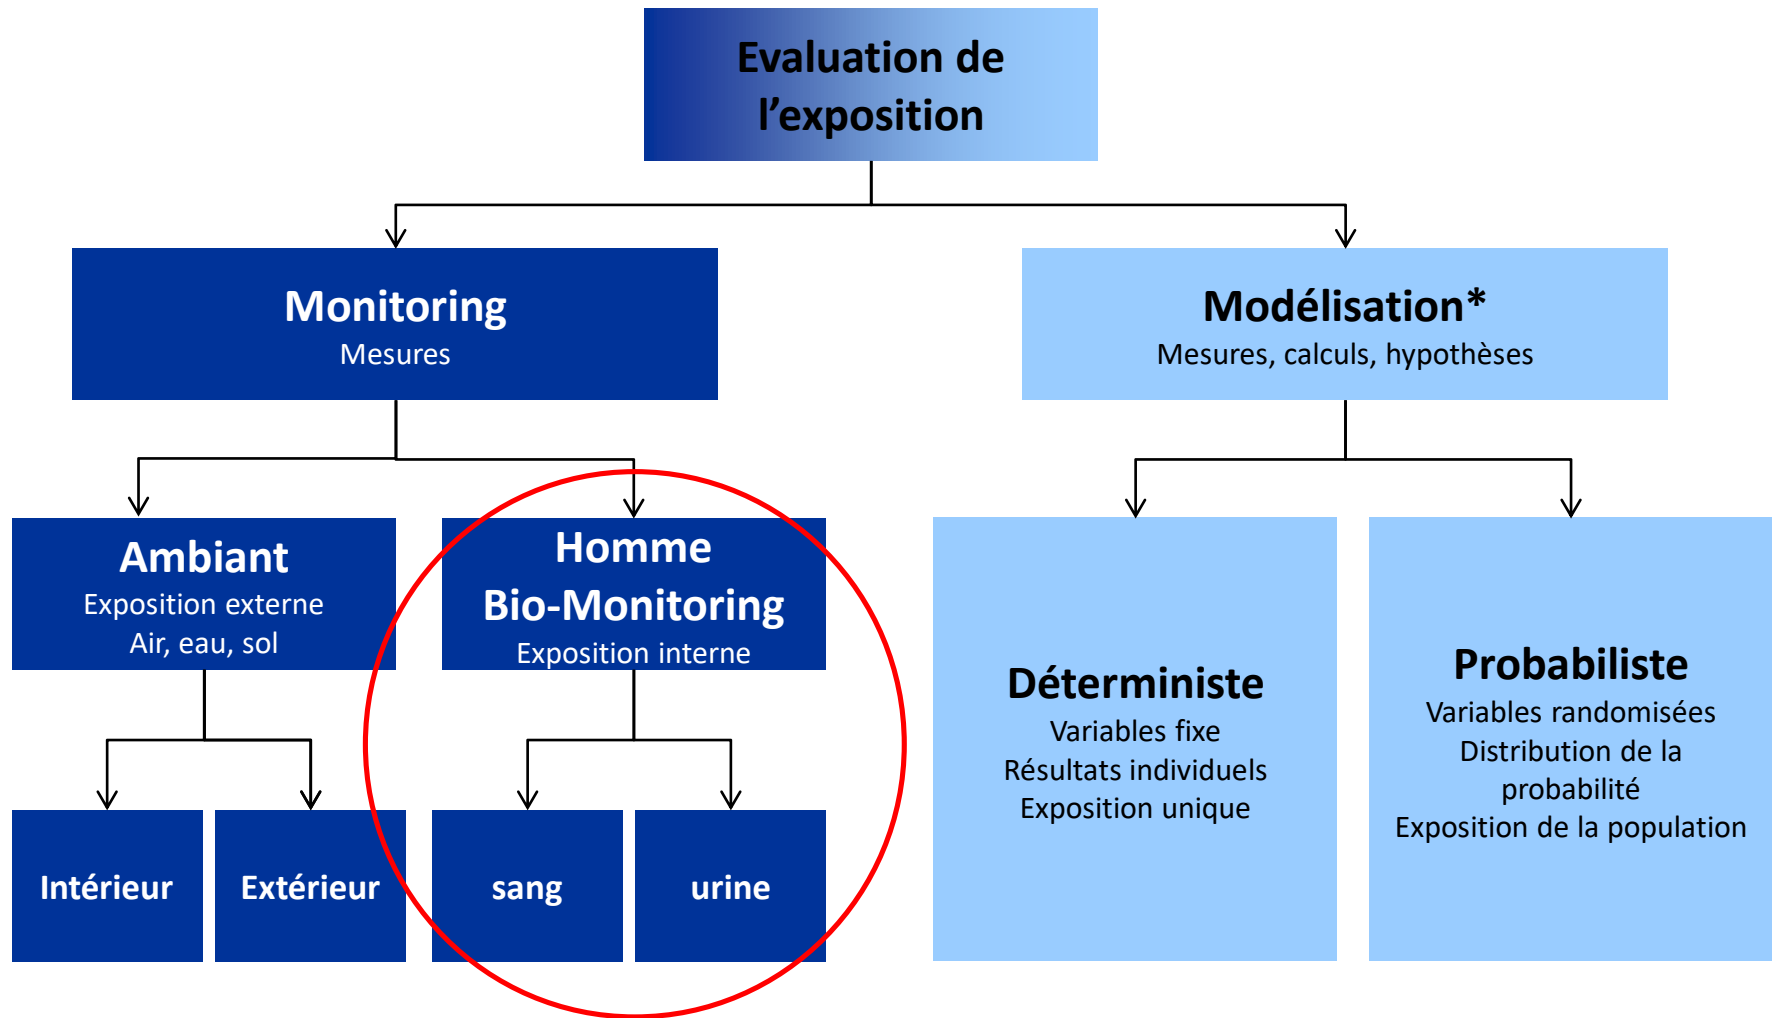 Evaluation de
l’exposition
Monitoring
Mesures
Modélisation*
Mesures, calculs, hypothèses
Ambiant
Exposition externe
Air, eau, sol
Homme
Bio-Monitoring
Exposition interne
Déterministe
Variables fixe
Résultats individuels
Exposition unique
Probabiliste
Variables randomisées
Distribution de la
probabilité
Exposition de la population
Intérieur
Extérieur
sang
urine